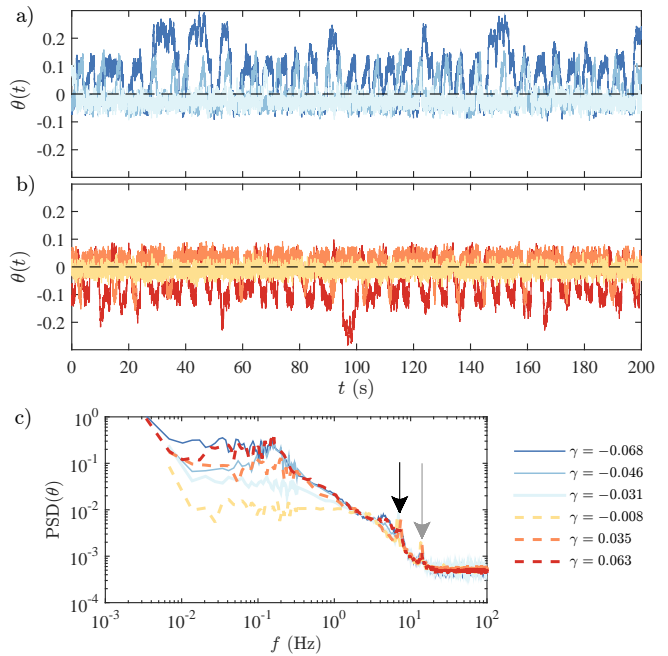 a)
0.2
0.1
0
-0.1
-0.2
θ(t)
b)
0.2
0.1
0
-0.1
-0.2
θ(t)
0 20 40 60 80 100 120 140 160 180 200
t (s)
c)
10^0
10^-1
10^-2
10^-3
10^-4
PSD(θ)
10^-3 10^-2 10^-1 10^0 10^1 10^2
f (Hz)
γ = −0.068
γ = −0.046
γ = −0.031
γ = −0.008
γ = 0.035
γ = 0.063